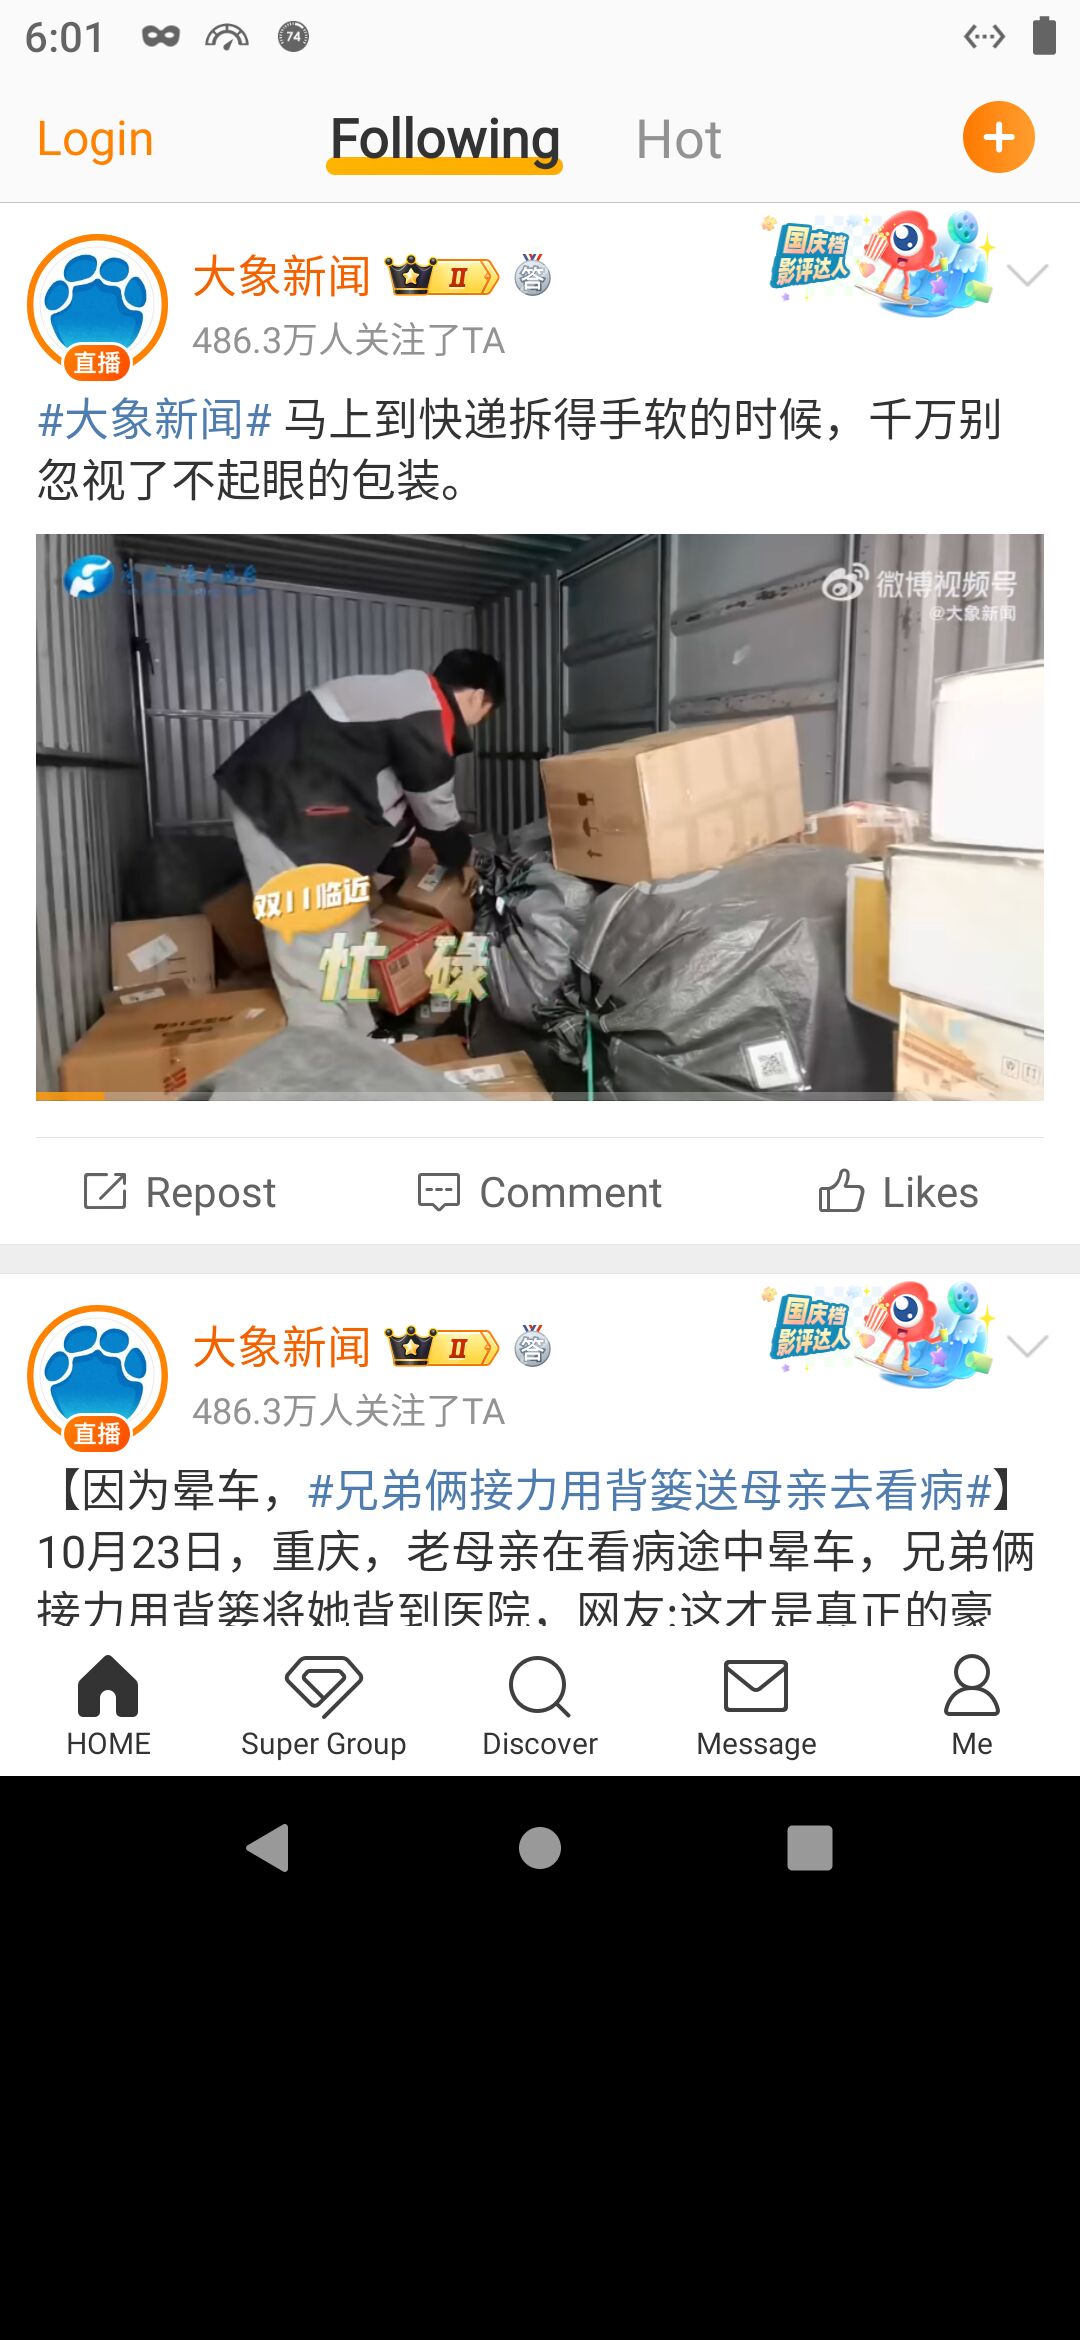 6:01
74
Login
Following
Hot
大象新闻
II
答
国庆档
影评达人
直播
486.3万人关注了TA
#大象新闻# 马上到快递拆得手软的时候，千万别
忽视了不起眼的包装。
微博视频号
@大象新闻
双11临近
忙碌
Repost
Comment
Likes
大象新闻
II
答
国庆档
影评达人
直播
486.3万人关注了TA
【因为晕车，#兄弟俩接力用背篓送母亲去看病#】
10月23日，重庆，老母亲在看病途中晕车，兄弟俩
接力用背篓将她背到医院，网友:这才是真正的豪
HOME
Super Group
Discover
Message
Me